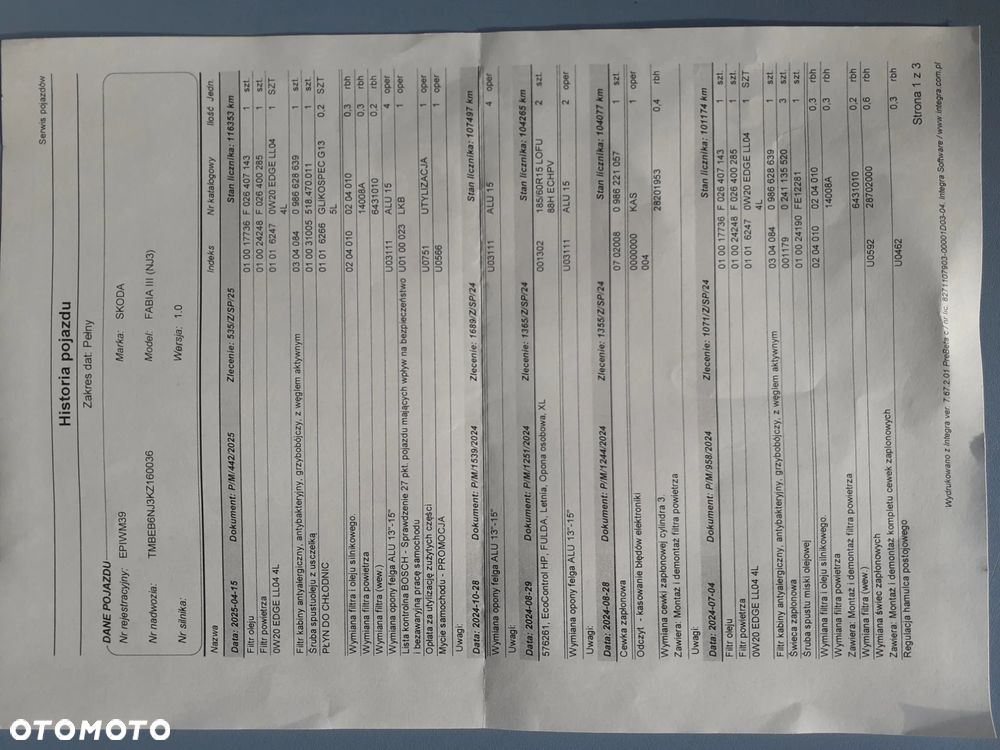 Serwis pojazdów
Historia pojazdu
Zakres dat: Pełny
DANE POJAZDU
Nr rejestracyjny: EPIWM39 Marka: SKODA
Nr nadwozia: TMBEB6NJ3KZ160036 Model: FABIA III (NJ3)
Nr silnika: Wersja: 1.0
Nazwa Indeks Nr katalogowy Ilość Jedn.
Data: 2025-04-15 Dokument: P/M/442/2025 Zlecenie: 535/Z/SP/25 Stan licznika: 116353 km
Filtr oleju 01 00 17736 F 026 407 143 1 szt.
Filtr powietrza 01 00 24248 F 026 400 285 1 szt.
0W20 EDGE LL04 4L 01 01 6247 0W20 EDGE LL04 1 SZT
4L
Filtr kabiny antyalergiczny, antybakteryjny, grzybobójczy, z węglem aktywnym 03 04 084 0 986 628 639 1 szt.
Śruba spustuoleju z uszczelką 01 00 31005 518.470.011 1 szt.
PŁYN DO CHŁODNIC 01 01 6266 GLIKOSPEC G13 0,2 SZT
5L
Wymiana filtra i oleju silnikowego. 02 04 010 02 04 010 0,3 rbh
Wymiana filtra powietrza 14008A 0,3 rbh
Wymiana filtra (wew.) 6431010 0,2 rbh
Wymiana opony felga ALU 13"-15" U03111 ALU 15 4 oper
Lista kontrolna BOSCH - Sprawdzenie 27 pkt. pojazdu mających wpływ na bezpieczeństwo U01 00 023 LKB 1 oper
i bezawaryjną pracę samochodu
Opłata za utylizację zużytych części U0751 UTYLIZACJA 1 oper
Mycie samochodu - PROMOCJA U0566 1 oper
Uwagi:
Data: 2024-10-28 Dokument: P/M/1539/2024 Zlecenie: 1689/Z/SP/24 Stan licznika: 107497 km
Wymiana opony felga ALU 13"-15" U03111 ALU 15 4 oper
Uwagi:
Data: 2024-08-29 Dokument: P/M/1251/2024 Zlecenie: 1365/Z/SP/24 Stan licznika: 104265 km
576261, EcoControl HP, FULDA, Letnia, Opona osobowa, XL 001302 185/60R15 LOFU 2 szt.
88H ECHPV
Wymiana opony felga ALU 13"-15" U03111 ALU 15 2 oper
Uwagi:
Data: 2024-08-28 Dokument: P/M/1244/2024 Zlecenie: 1355/Z/SP/24 Stan licznika: 104077 km
Cewka zapłonowa 07 02008 0 986 221 057 1 szt.
Odczyt - kasowanie błędów elektroniki 0000000 KAS 1 oper
004
Wymiana cewki zapłonowej cylindra 3. 28201953 0,4 rbh
Zawiera: Montaż i demontaż filtra powietrza
Uwagi:
Data: 2024-07-04 Dokument: P/M/958/2024 Zlecenie: 1071/Z/SP/24 Stan licznika: 101174 km
Filtr oleju 01 00 17736 F 026 407 143 1 szt.
Filtr powietrza 01 00 24248 F 026 400 285 1 szt.
0W20 EDGE LL04 4L 01 01 6247 0W20 EDGE LL04 1 SZT
4L
Filtr kabiny antyalergiczny, antybakteryjny, grzybobójczy, z węglem aktywnym 03 04 084 0 986 628 639 1 szt.
Świeca zapłonowa 001179 0 241 135 520 3 szt.
Śruba spustu miski olejowej 01 00 24190 FE12281 1 szt.
Wymiana filtra i oleju silnikowego. 02 04 010 02 04 010 0,3 rbh
Wymiana filtra powietrza 14008A 0,3 rbh
Zawiera: Montaż i demontaż filtra powietrza
Wymiana filtra (wew.) 6431010 0,2 rbh
Wymiana świec zapłonowych U0592 28702000 0,6 rbh
Zawiera: Montaż i demontaż kompletu cewek zapłonowych
Regulacja hamulca postojowego U0462 0,3 rbh
Strona 1 z 3
Wydrukowano z Integra ver. 7.67.2.01 PreBeta c / nr lic. 8271107903-00001D03-04. Integra Software / www.integra.com.pl
OTOMOTO